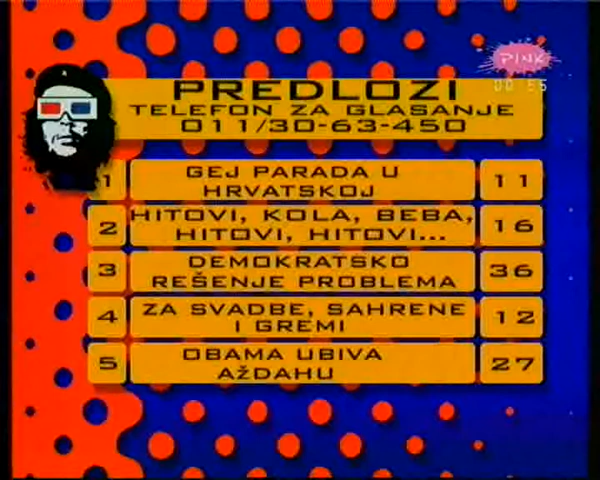 PINK
00 56
PREDLOZI
TELEFON ZA GLASANJE
011/30-63-450
1
GEJ PARADA U
HRVATSKOJ
11
2
HITOVI, KOLA, BEBA,
HITOVI, HITOVI...
16
3
DEMOKRATSKO
REŠENJE PROBLEMA
36
4
ZA SVADBE, SAHRENE
I GREMI
12
5
OBAMA UBIVA
AŽDAHU
27